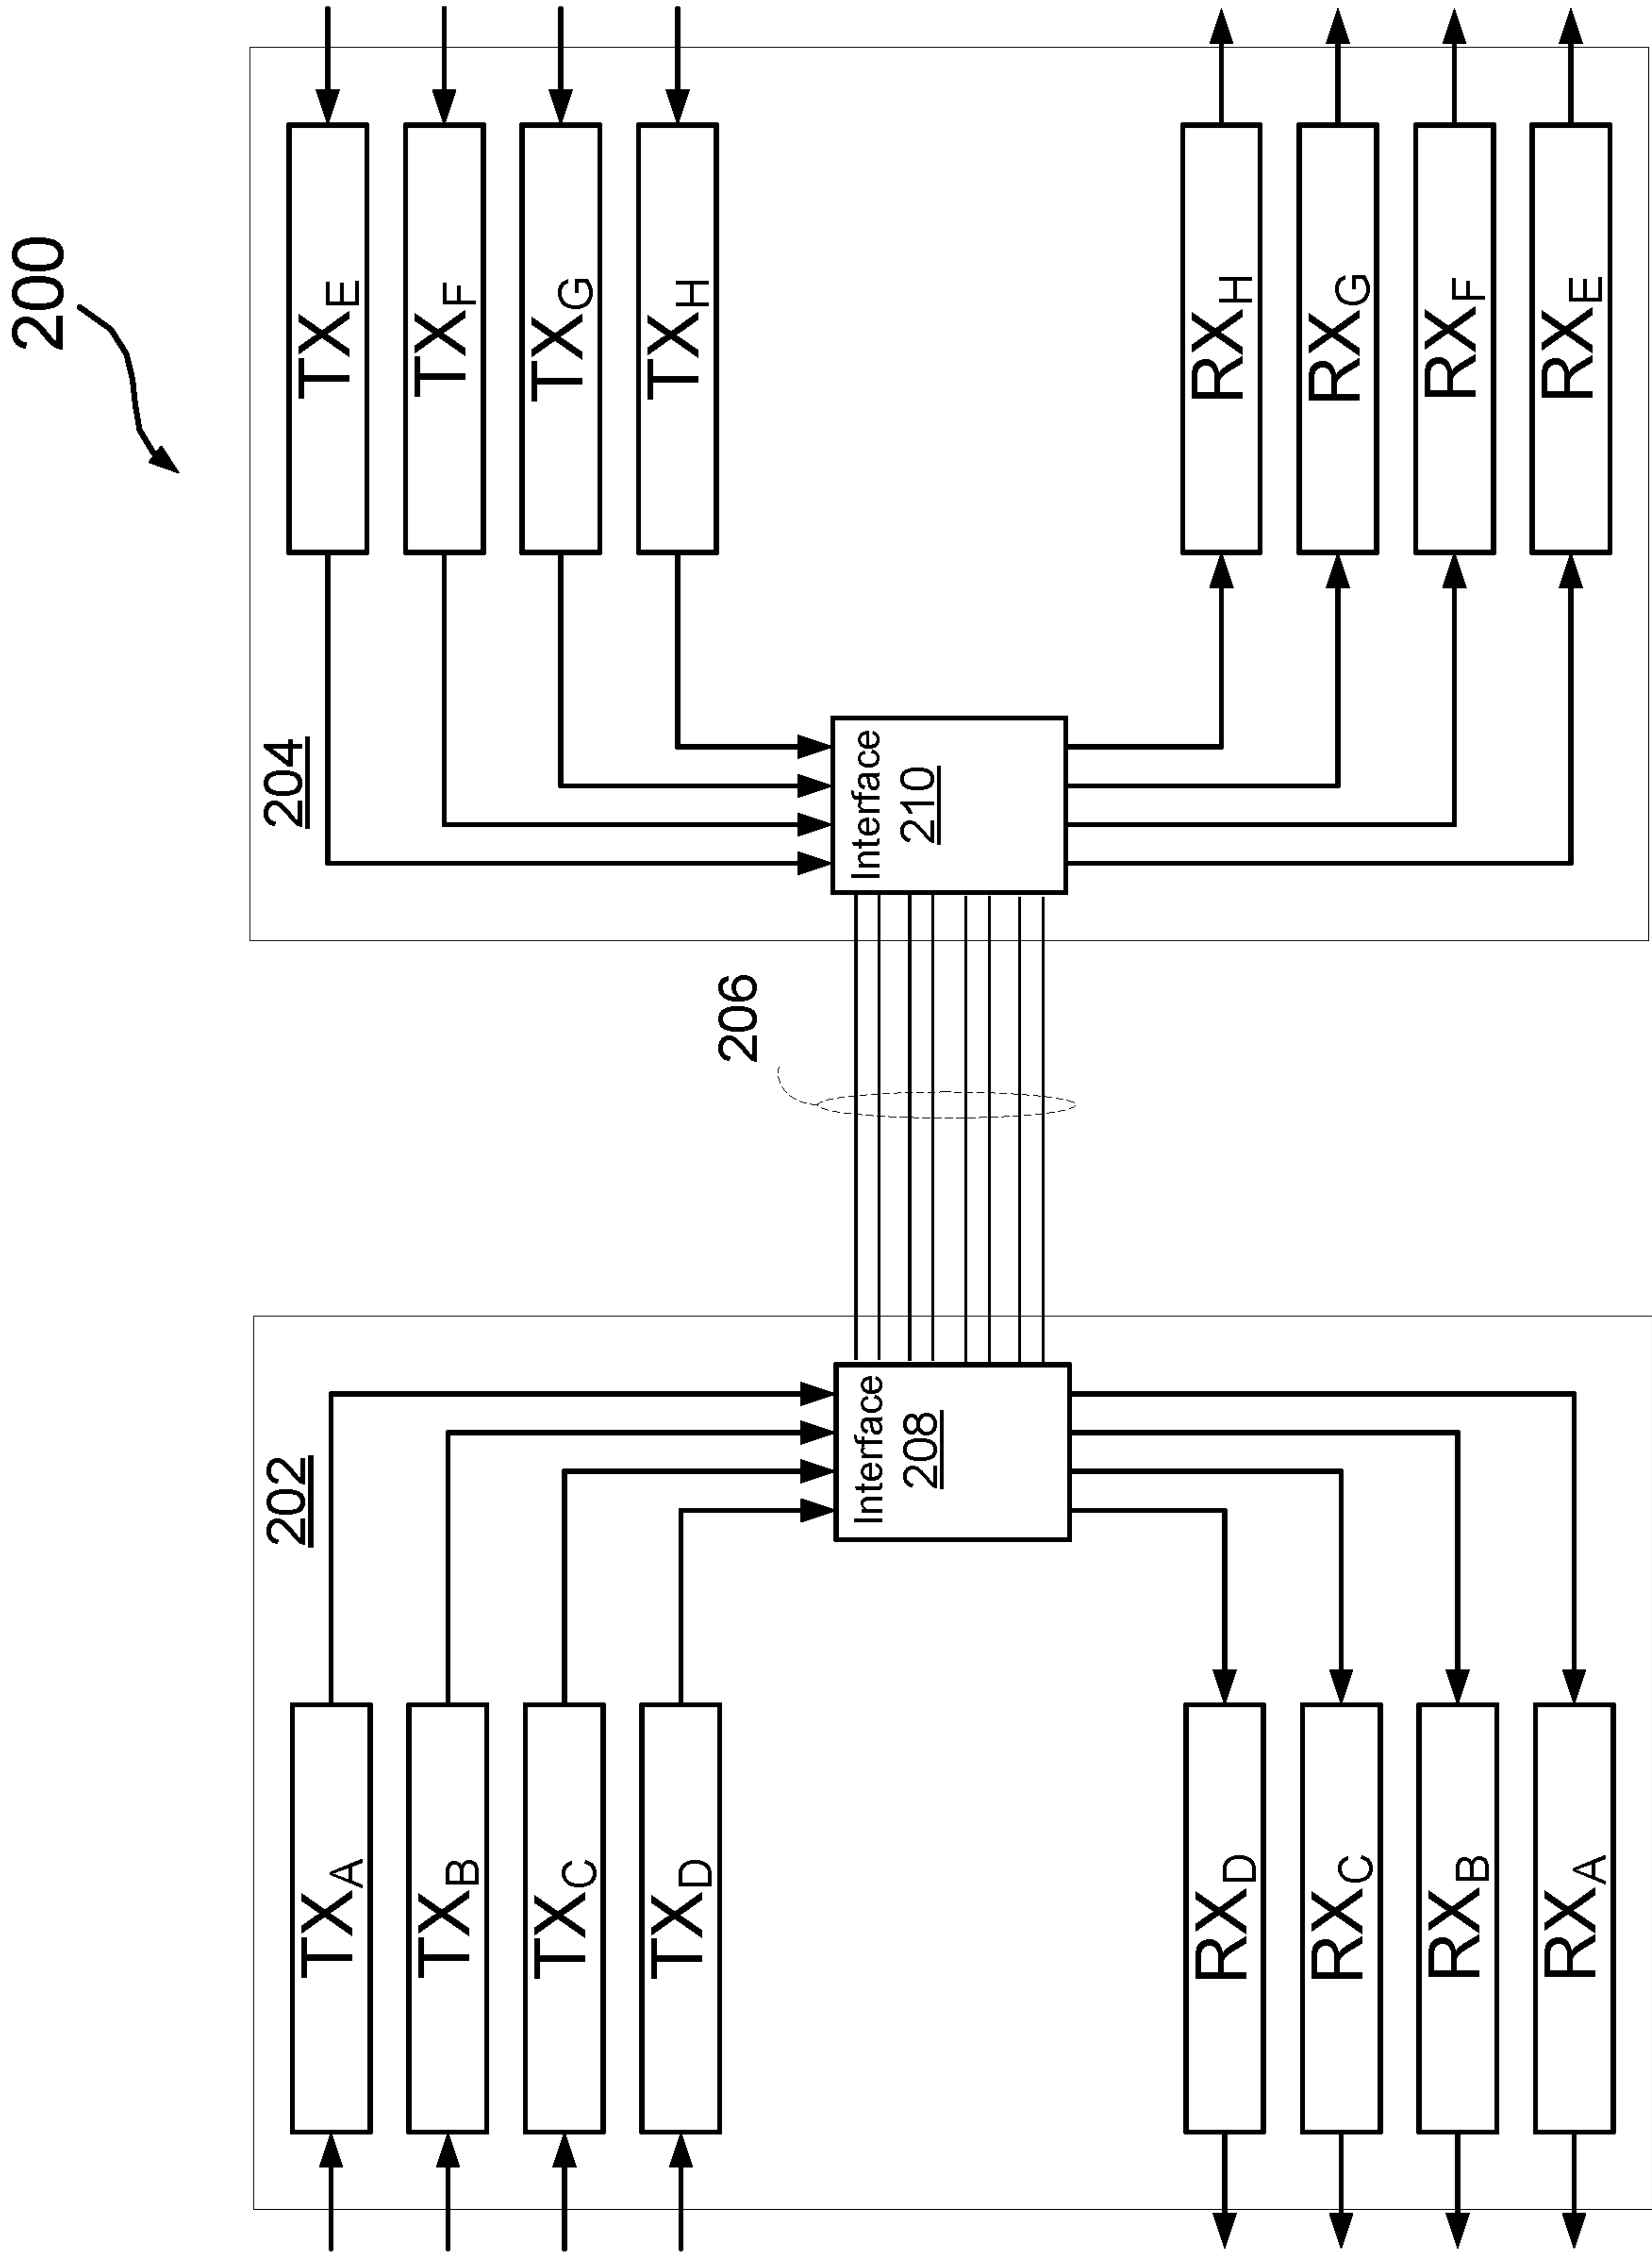 200
202
TXA
TXB
TXC
TXD
Interface
208
RXD
RXC
RXB
RXA
206
204
TXE
TXF
TXG
TXH
Interface
210
RXH
RXG
RXF
RXE